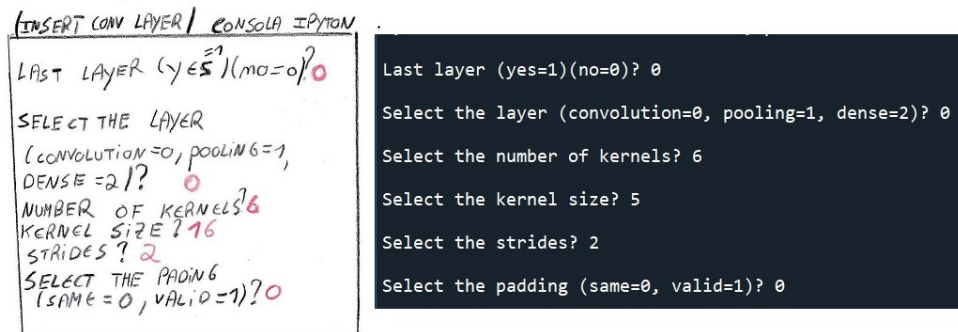 (INSERT CONV LAYER) CONSOLA IPYTON
LAST LAYER (yES=1)(mo=0)?0
SELECT THE LAYER
(CONVOLUTION=0, POOLING=1,
DENSE=2)? 0
NUMBER OF KERNELS?6
KERNEL SIZE?16
STRIDES? 2
SELECT THE PADING
(SAME=0, VALID=1)?0
Last layer (yes=1)(no=0)? 0
Select the layer (convolution=0, pooling=1, dense=2)? 0
Select the number of kernels? 6
Select the kernel size? 5
Select the strides? 2
Select the padding (same=0, valid=1)? 0